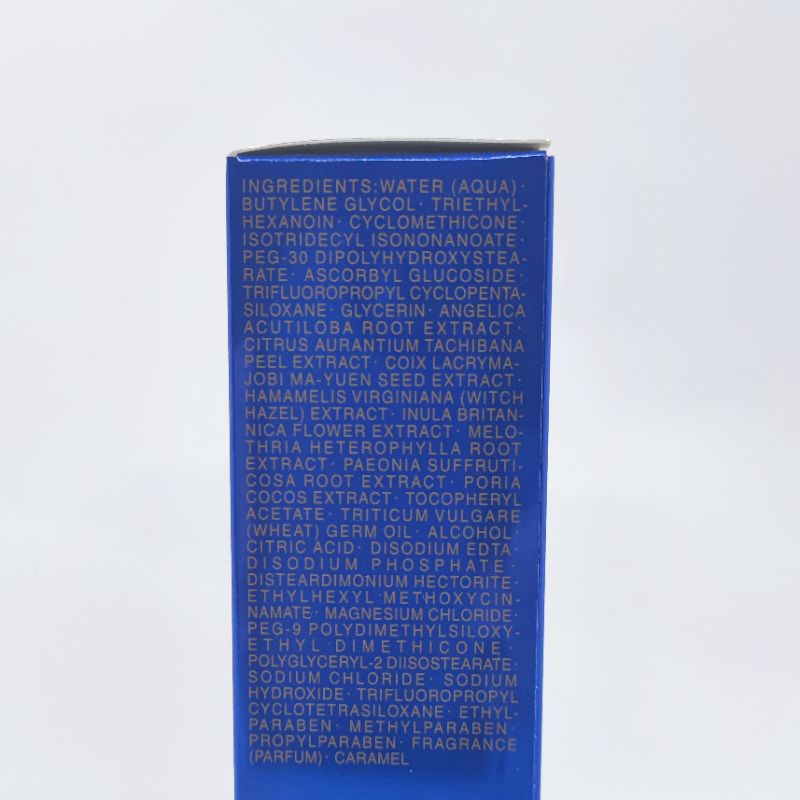 INGREDIENTS:WATER (AQUA)·
BUTYLENE GLYCOL· TRIETHYL-
HEXANOIN· CYCLOMETHICONE·
ISOTRIDECYL ISONONANOATE·
PEG-30 DIPOLYHYDROXYSTEA-
RATE· ASCORBYL GLUCOSIDE·
TRIFLUOROPROPYL CYCLOPENTA-
SILOXANE· GLYCERIN· ANGELICA
ACUTILOBA ROOT EXTRACT·
CITRUS AURANTIUM TACHIBANA
PEEL EXTRACT· COIX LACRYMA-
JOBI MA-YUEN SEED EXTRACT·
HAMAMELIS VIRGINIANA (WITCH
HAZEL) EXTRACT· INULA BRITAN-
NICA FLOWER EXTRACT· MELO-
THRIA HETEROPHYLLA ROOT
EXTRACT· PAEONIA SUFFRUTI-
COSA ROOT EXTRACT· PORIA
COCOS EXTRACT· TOCOPHERYL
ACETATE· TRITICUM VULGARE
(WHEAT) GERM OIL· ALCOHOL·
CITRIC ACID· DISODIUM EDTA·
DISODIUM PHOSPHATE·
DISTEARDIMONIUM HECTORITE·
ETHYLHEXYL METHOXYCIN-
NAMATE· MAGNESIUM CHLORIDE·
PEG-9 POLYDIMETHYLSILOXY-
ETHYL DIMETHICONE·
POLYGLYCERYL-2 DIISOSTEARATE·
SODIUM CHLORIDE· SODIUM
HYDROXIDE· TRIFLUOROPROPYL
CYCLOTETRASILOXANE· ETHYL-
PARABEN· METHYLPARABEN·
PROPYLPARABEN· FRAGRANCE
(PARFUM)· CARAMEL